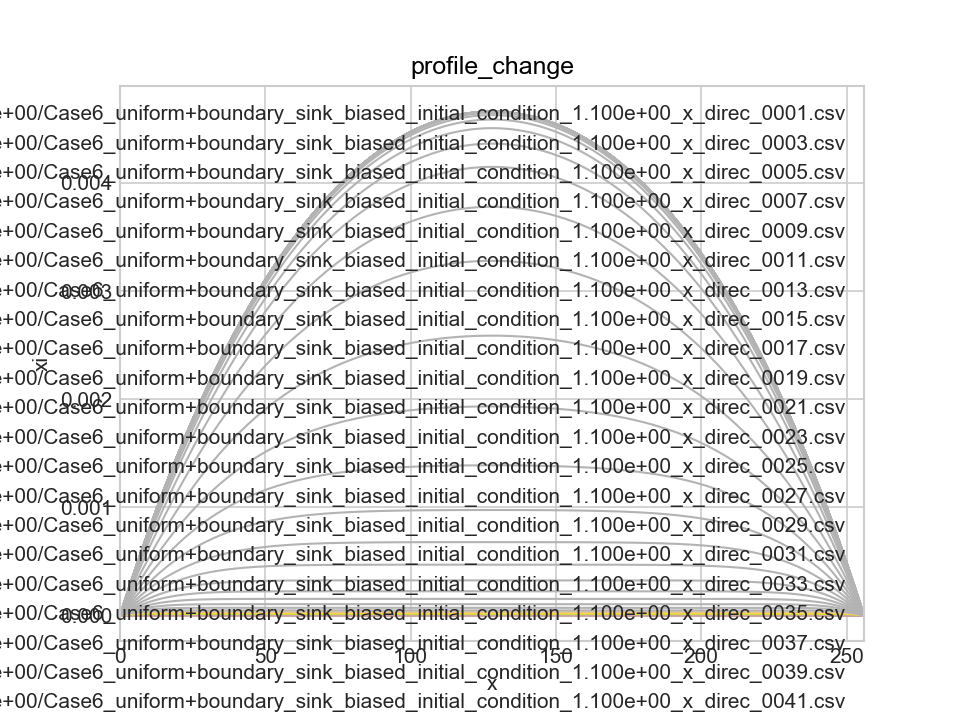 profile_change
e+00/Case6_uniform+boundary_sink_biased_initial_condition_1.100e+00_x_direc_0001.csv
e+00/Case6_uniform+boundary_sink_biased_initial_condition_1.100e+00_x_direc_0003.csv
e+00/Case6_uniform+boundary_sink_biased_initial_condition_1.100e+00_x_direc_0005.csv
0.004
e+00/Case6_uniform+boundary_sink_biased_initial_condition_1.100e+00_x_direc_0007.csv
e+00/Case6_uniform+boundary_sink_biased_initial_condition_1.100e+00_x_direc_0009.csv
e+00/Case6_uniform+boundary_sink_biased_initial_condition_1.100e+00_x_direc_0011.csv
e+00/Case6_uniform+boundary_sink_biased_initial_condition_1.100e+00_x_direc_0013.csv
0.003
e+00/Case6_uniform+boundary_sink_biased_initial_condition_1.100e+00_x_direc_0015.csv
e+00/Case6_uniform+boundary_sink_biased_initial_condition_1.100e+00_x_direc_0017.csv
xi
e+00/Case6_uniform+boundary_sink_biased_initial_condition_1.100e+00_x_direc_0019.csv
0.002
e+00/Case6_uniform+boundary_sink_biased_initial_condition_1.100e+00_x_direc_0021.csv
e+00/Case6_uniform+boundary_sink_biased_initial_condition_1.100e+00_x_direc_0023.csv
e+00/Case6_uniform+boundary_sink_biased_initial_condition_1.100e+00_x_direc_0025.csv
e+00/Case6_uniform+boundary_sink_biased_initial_condition_1.100e+00_x_direc_0027.csv
0.001
e+00/Case6_uniform+boundary_sink_biased_initial_condition_1.100e+00_x_direc_0029.csv
e+00/Case6_uniform+boundary_sink_biased_initial_condition_1.100e+00_x_direc_0031.csv
e+00/Case6_uniform+boundary_sink_biased_initial_condition_1.100e+00_x_direc_0033.csv
e+00/Case6_uniform+boundary_sink_biased_initial_condition_1.100e+00_x_direc_0035.csv
0.000
e+00/Case6_uniform+boundary_sink_biased_initial_condition_1.100e+00_x_direc_0037.csv
0 50 100 150 200 250
e+00/Case6_uniform+boundary_sink_biased_initial_condition_1.100e+00_x_direc_0039.csv
x
e+00/Case6_uniform+boundary_sink_biased_initial_condition_1.100e+00_x_direc_0041.csv